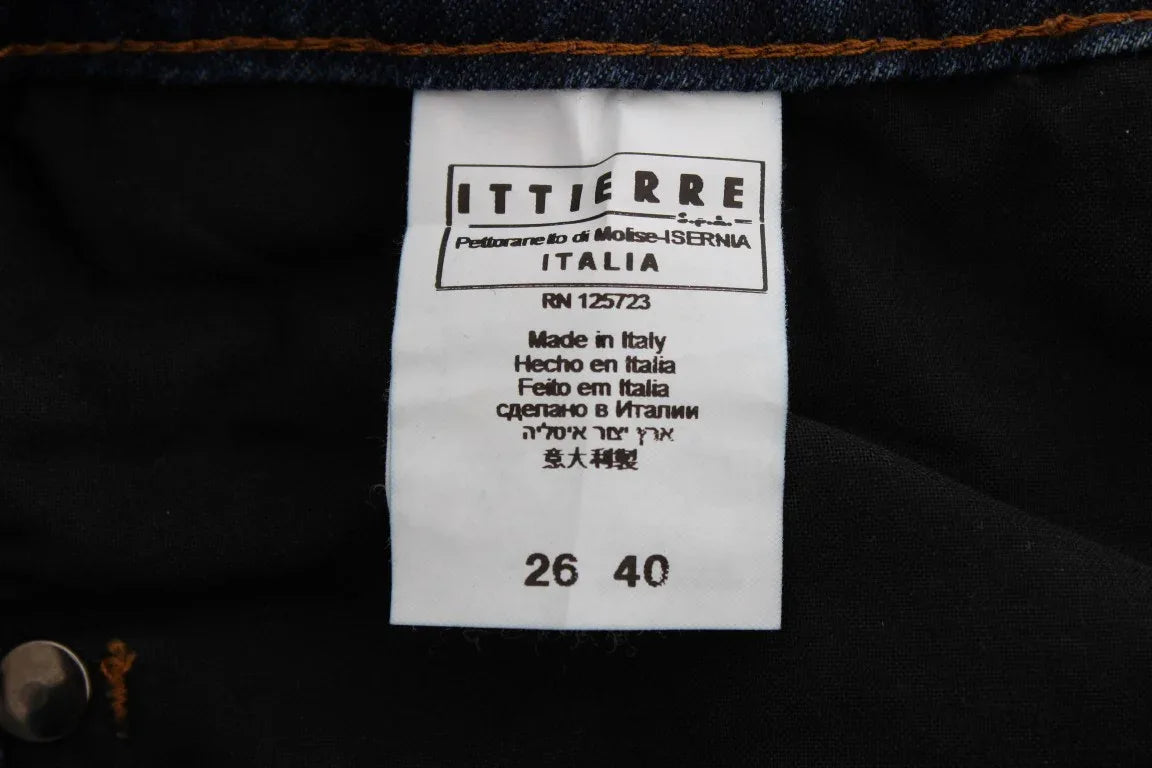 ITTIERRE
S.p.A.
Pettoranello di Molise-ISERNIA
ITALIA
RN 125723
Made in Italy
Hecho en Italia
Feito em Italia
сделано в Италии
ארץ יצור איטליה
意大利製
26 40